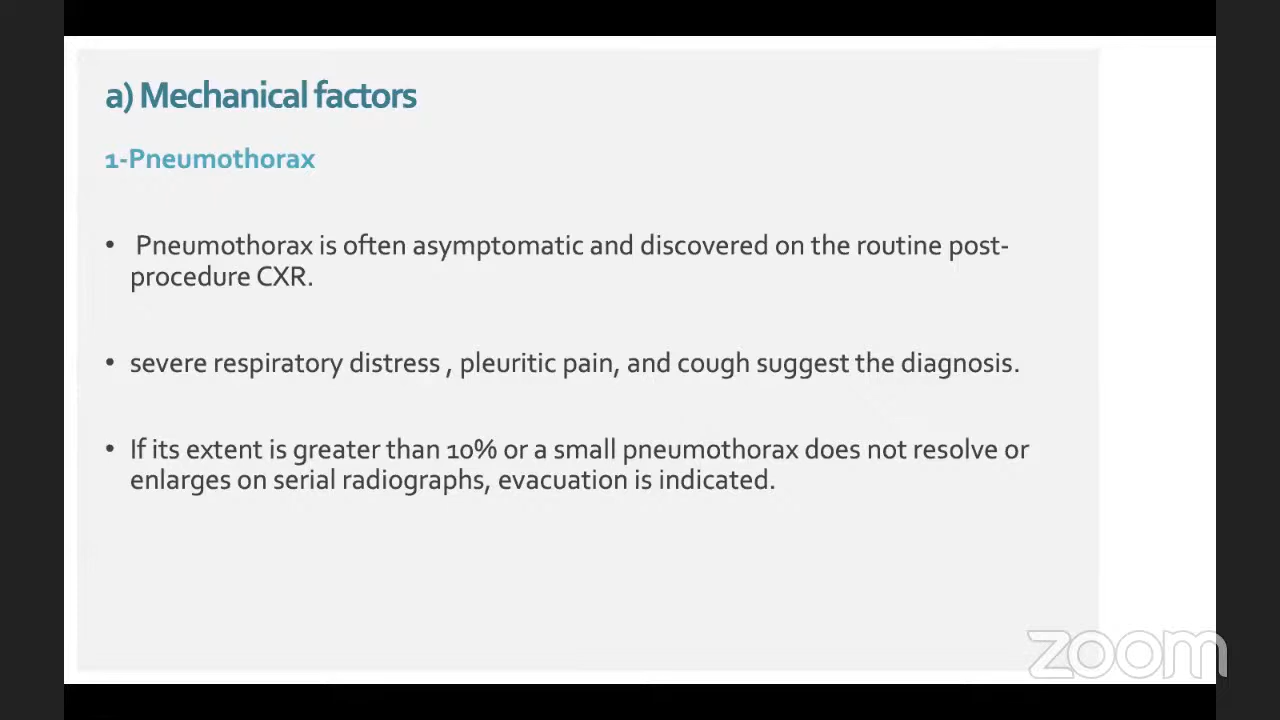 a) Mechanical factors
1-Pneumothorax
• Pneumothorax is often asymptomatic and discovered on the routine post-
procedure CXR.
• severe respiratory distress , pleuritic pain, and cough suggest the diagnosis.
• If its extent is greater than 10% or a small pneumothorax does not resolve or
enlarges on serial radiographs, evacuation is indicated.
zoom